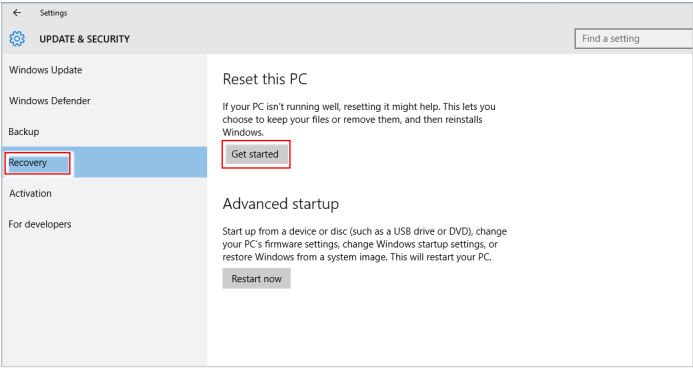 Settings
UPDATE & SECURITY
Find a setting
Windows Update
Windows Defender
Backup
Recovery
Activation
For developers
Reset this PC
If your PC isn't running well, resetting it might help. This lets you
choose to keep your files or remove them, and then reinstalls
Windows.
Get started
Advanced startup
Start up from a device or disc (such as a USB drive or DVD), change
your PC's firmware settings, change Windows startup settings, or
restore Windows from a system image. This will restart your PC.
Restart now